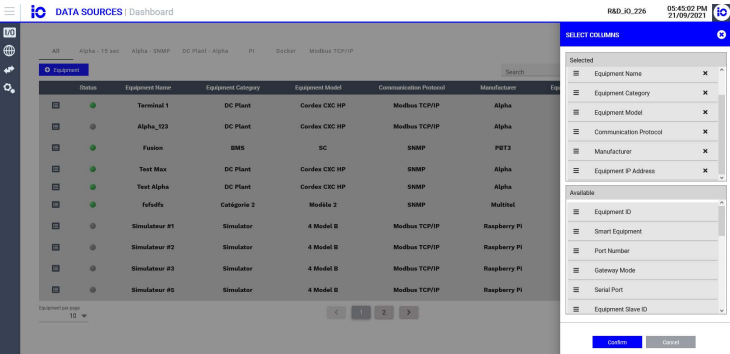 iO DATA SOURCES | Dashboard R&D_iO_226 05:45:02 PM
21/09/2021 iO
I/O
SELECT COLUMNS
All Alpha - 15 sec Alpha - SNMP DC Plant - Alpha PI Docker Modbus TCP/IP
Equipment Search
Status Equipment Name Equipment Category Equipment Model Communication Protocol Manufacturer Equ
Terminal 1 DC Plant Cordex CXC HP Modbus TCP/IP Alpha
Alpha_123 DC Plant Cordex CXC HP Modbus TCP/IP Alpha
Fusion BMS SC SNMP PBT3
Test Max DC Plant Cordex CXC HP SNMP Alpha
Test Alpha DC Plant Cordex CXC HP SNMP Alpha
fsfsdfs Catégorie 2 Modèle 2 SNMP Multitel
Simulateur #1 Simulator 4 Model B Modbus TCP/IP Raspberry Pi
Simulateur #2 Simulator 4 Model B Modbus TCP/IP Raspberry Pi
Simulateur #3 Simulator 4 Model B Modbus TCP/IP Raspberry Pi
Simulateur #5 Simulator 4 Model B Modbus TCP/IP Raspberry Pi
Equipment per page
10
1 2
Selected
Equipment Name
Equipment Category
Equipment Model
Communication Protocol
Manufacturer
Equipment IP Address
Available
Equipment ID
Smart Equipment
Port Number
Gateway Mode
Serial Port
Equipment Slave ID
Confirm Cancel